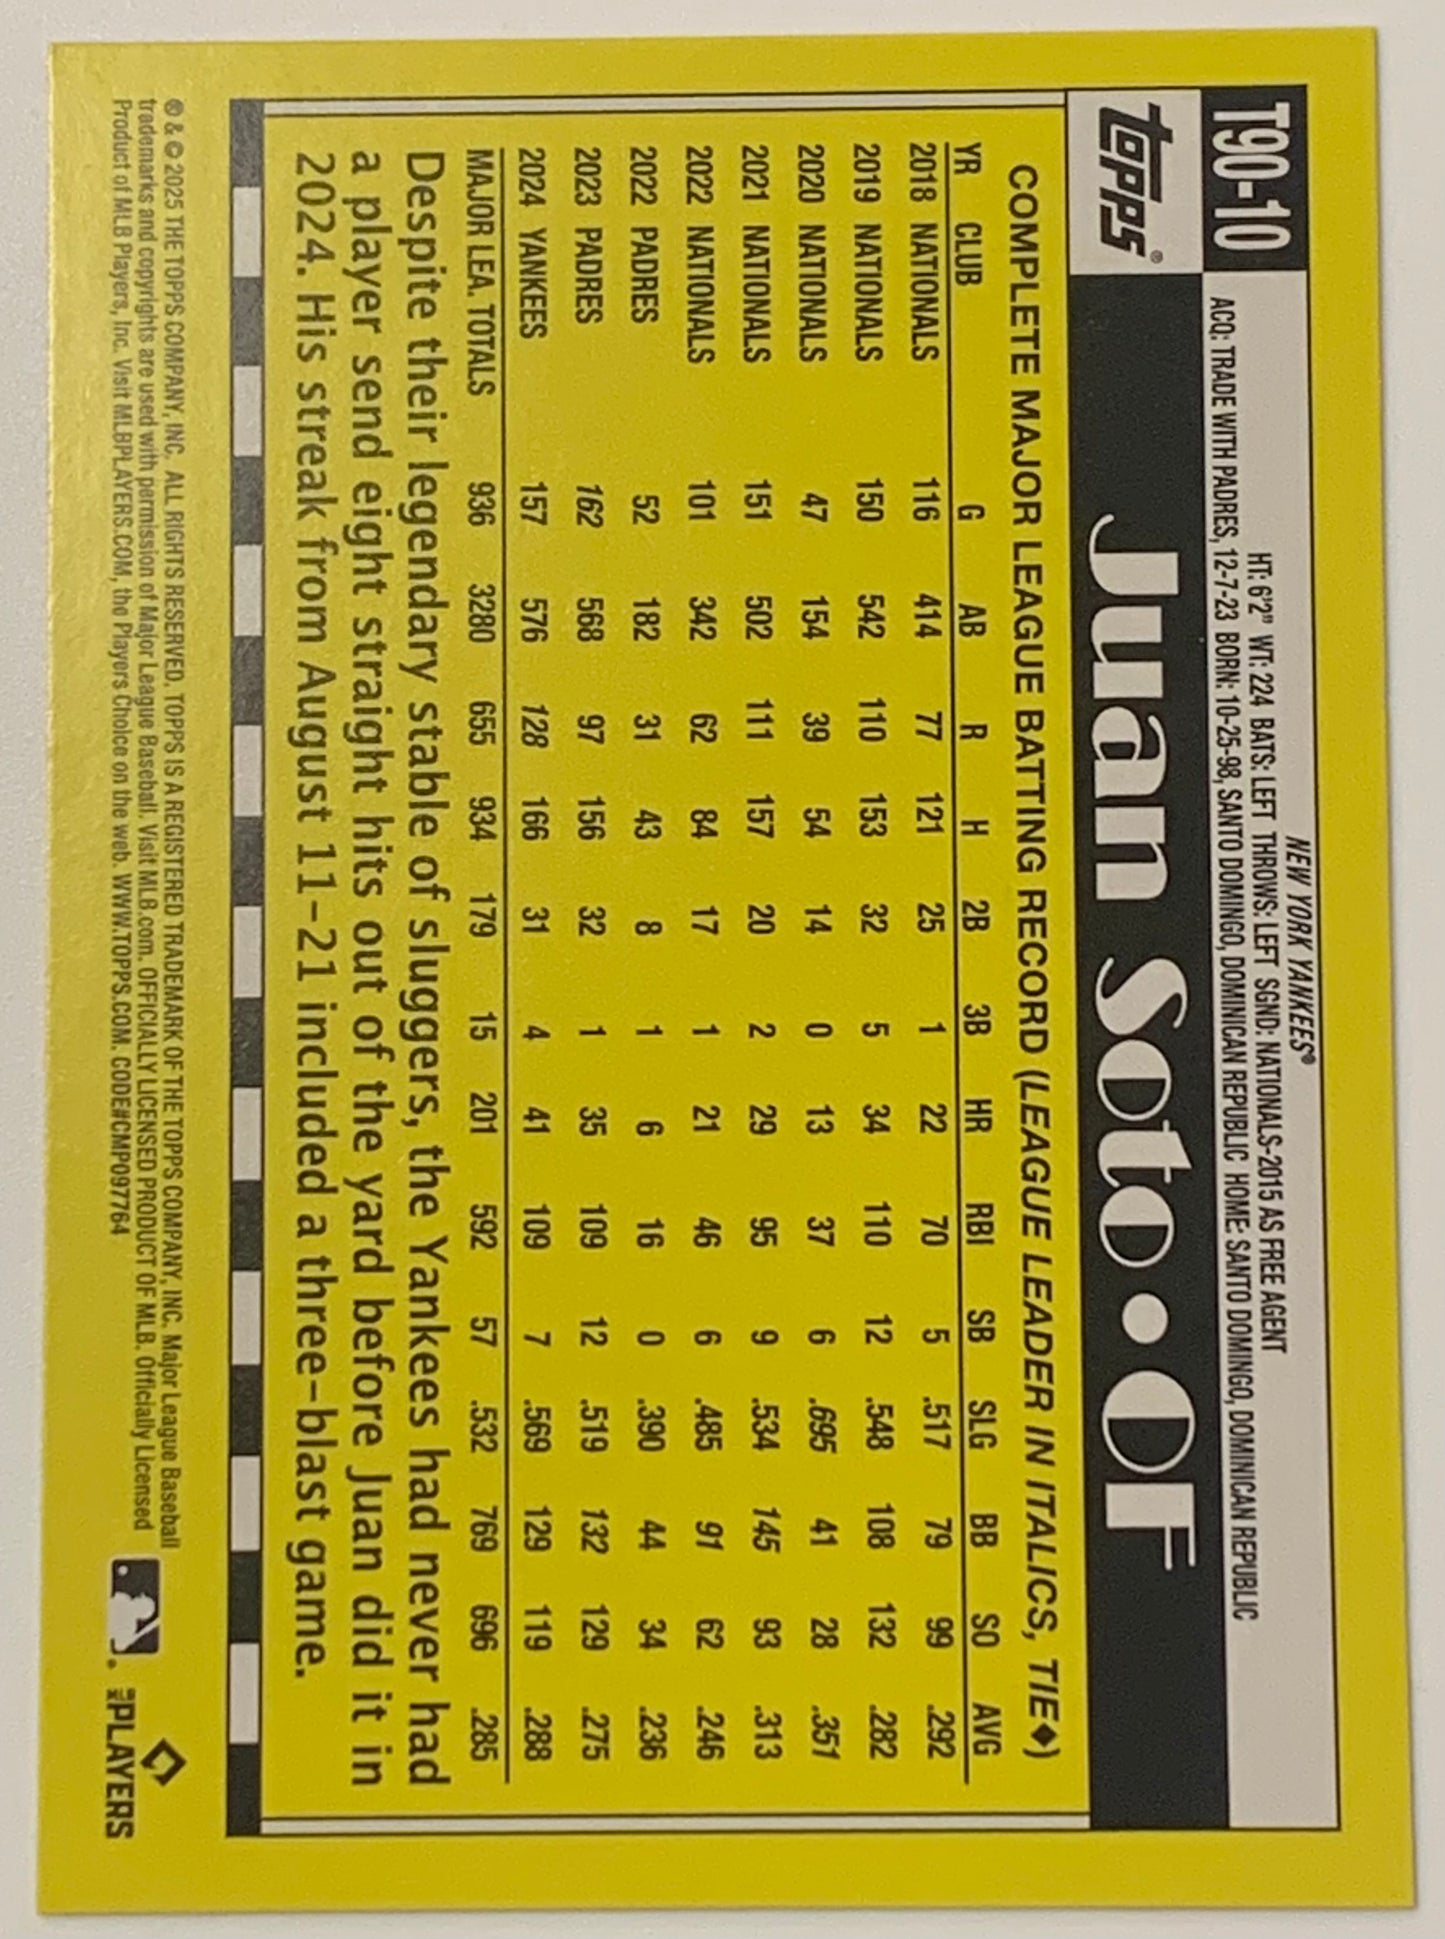 T90-10
NEW YORK YANKEES®
HT: 6'2" WT: 224 BATS: LEFT THROWS: LEFT SGND: NATIONALS-2015 AS FREE AGENT
ACQ: TRADE WITH PADRES, 12-7-23 BORN: 10-25-98, SANTO DOMINGO, DOMINICAN REPUBLIC HOME: SANTO DOMINGO, DOMINICAN REPUBLIC
topps® Juan Soto • OF
COMPLETE MAJOR LEAGUE BATTING RECORD (LEAGUE LEADER IN ITALICS, TIE♦)
YR CLUB G AB R H 2B 3B HR RBI SB SLG BB SO AVG
2018 NATIONALS 116 414 77 121 25 1 22 70 5 .517 79 99 .292
2019 NATIONALS 150 542 110 153 32 5 34 110 12 .548 108 132 .282
2020 NATIONALS 47 154 39 54 14 0 13 37 6 .695 41 28 .351
2021 NATIONALS 151 502 111 157 20 2 29 95 9 .534 145 93 .313
2022 NATIONALS 101 342 62 84 17 1 21 46 6 .485 91 62 .246
2022 PADRES 52 182 31 43 8 1 6 16 0 .390 44 34 .236
2023 PADRES 162 568 97 156 32 1 35 109 12 .519 132 129 .275
2024 YANKEES 157 576 128 166 31 4 41 109 7 .569 129 119 .288
MAJOR LEA. TOTALS 936 3280 655 934 179 15 201 592 57 .532 769 696 .285
Despite their legendary stable of sluggers, the Yankees had never had
a player send eight straight hits out of the yard before Juan did it in
2024. His streak from August 11-21 included a three-blast game.
® & © 2025 THE TOPPS COMPANY, INC. ALL RIGHTS RESERVED. TOPPS IS A REGISTERED TRADEMARK OF THE TOPPS COMPANY, INC. Major League Baseball
trademarks and copyrights are used with permission of Major League Baseball. Visit MLB.com. OFFICIALLY LICENSED PRODUCT OF MLB. Officially Licensed
Product of MLB Players, Inc. Visit MLBPLAYERS.COM, the Players Choice on the web. WWW.TOPPS.COM. CODE#CMP097764
MLB PLAYERS